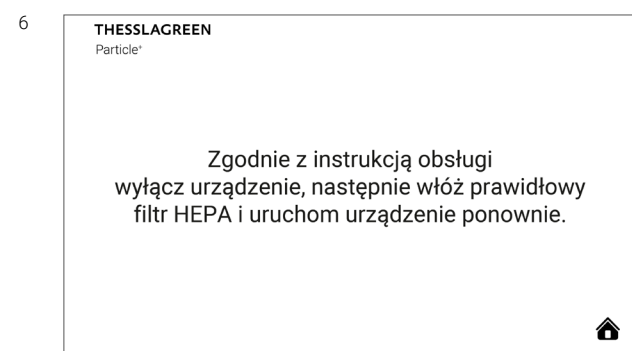 6
THESSLAGREEN
Particle+
Zgodnie z instrukcją obsługi
wyłącz urządzenie, następnie włóż prawidłowy
filtr HEPA i uruchom urządzenie ponownie.